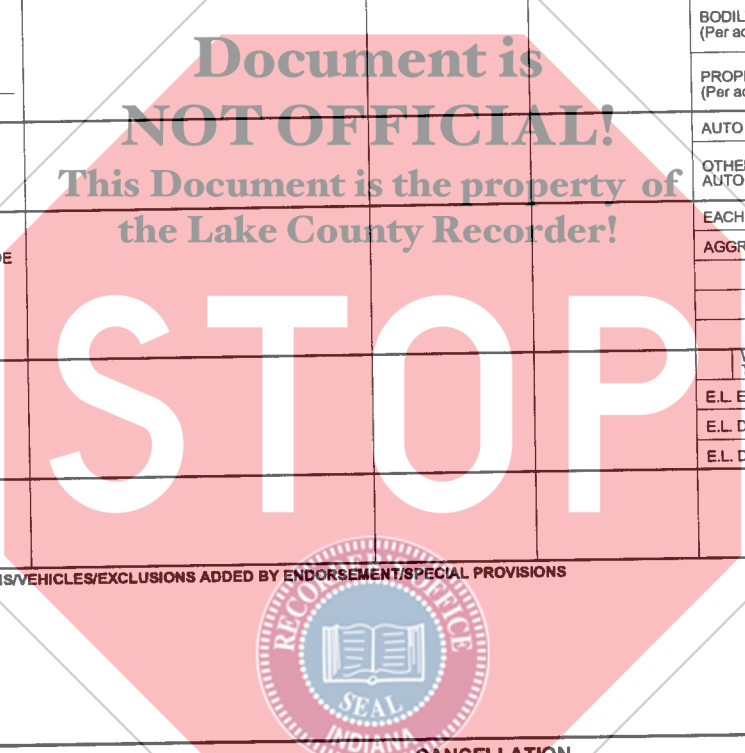 BODIL
(Per ac
Document is
PROP
(Per ac
NOT OFFICIAL!
AUTO
OTHE
AUTO
This Document is the property of
EACH
the Lake County Recorder!
AGGR
DE
STOP
E.L. E
E.L. D
E.L. D
NS/VEHICLES/EXCLUSIONS ADDED BY ENDORSEMENT/SPECIAL PROVISIONS
RECORDER'S OFFICE
SEAL
INDIANA
CANCELLATION